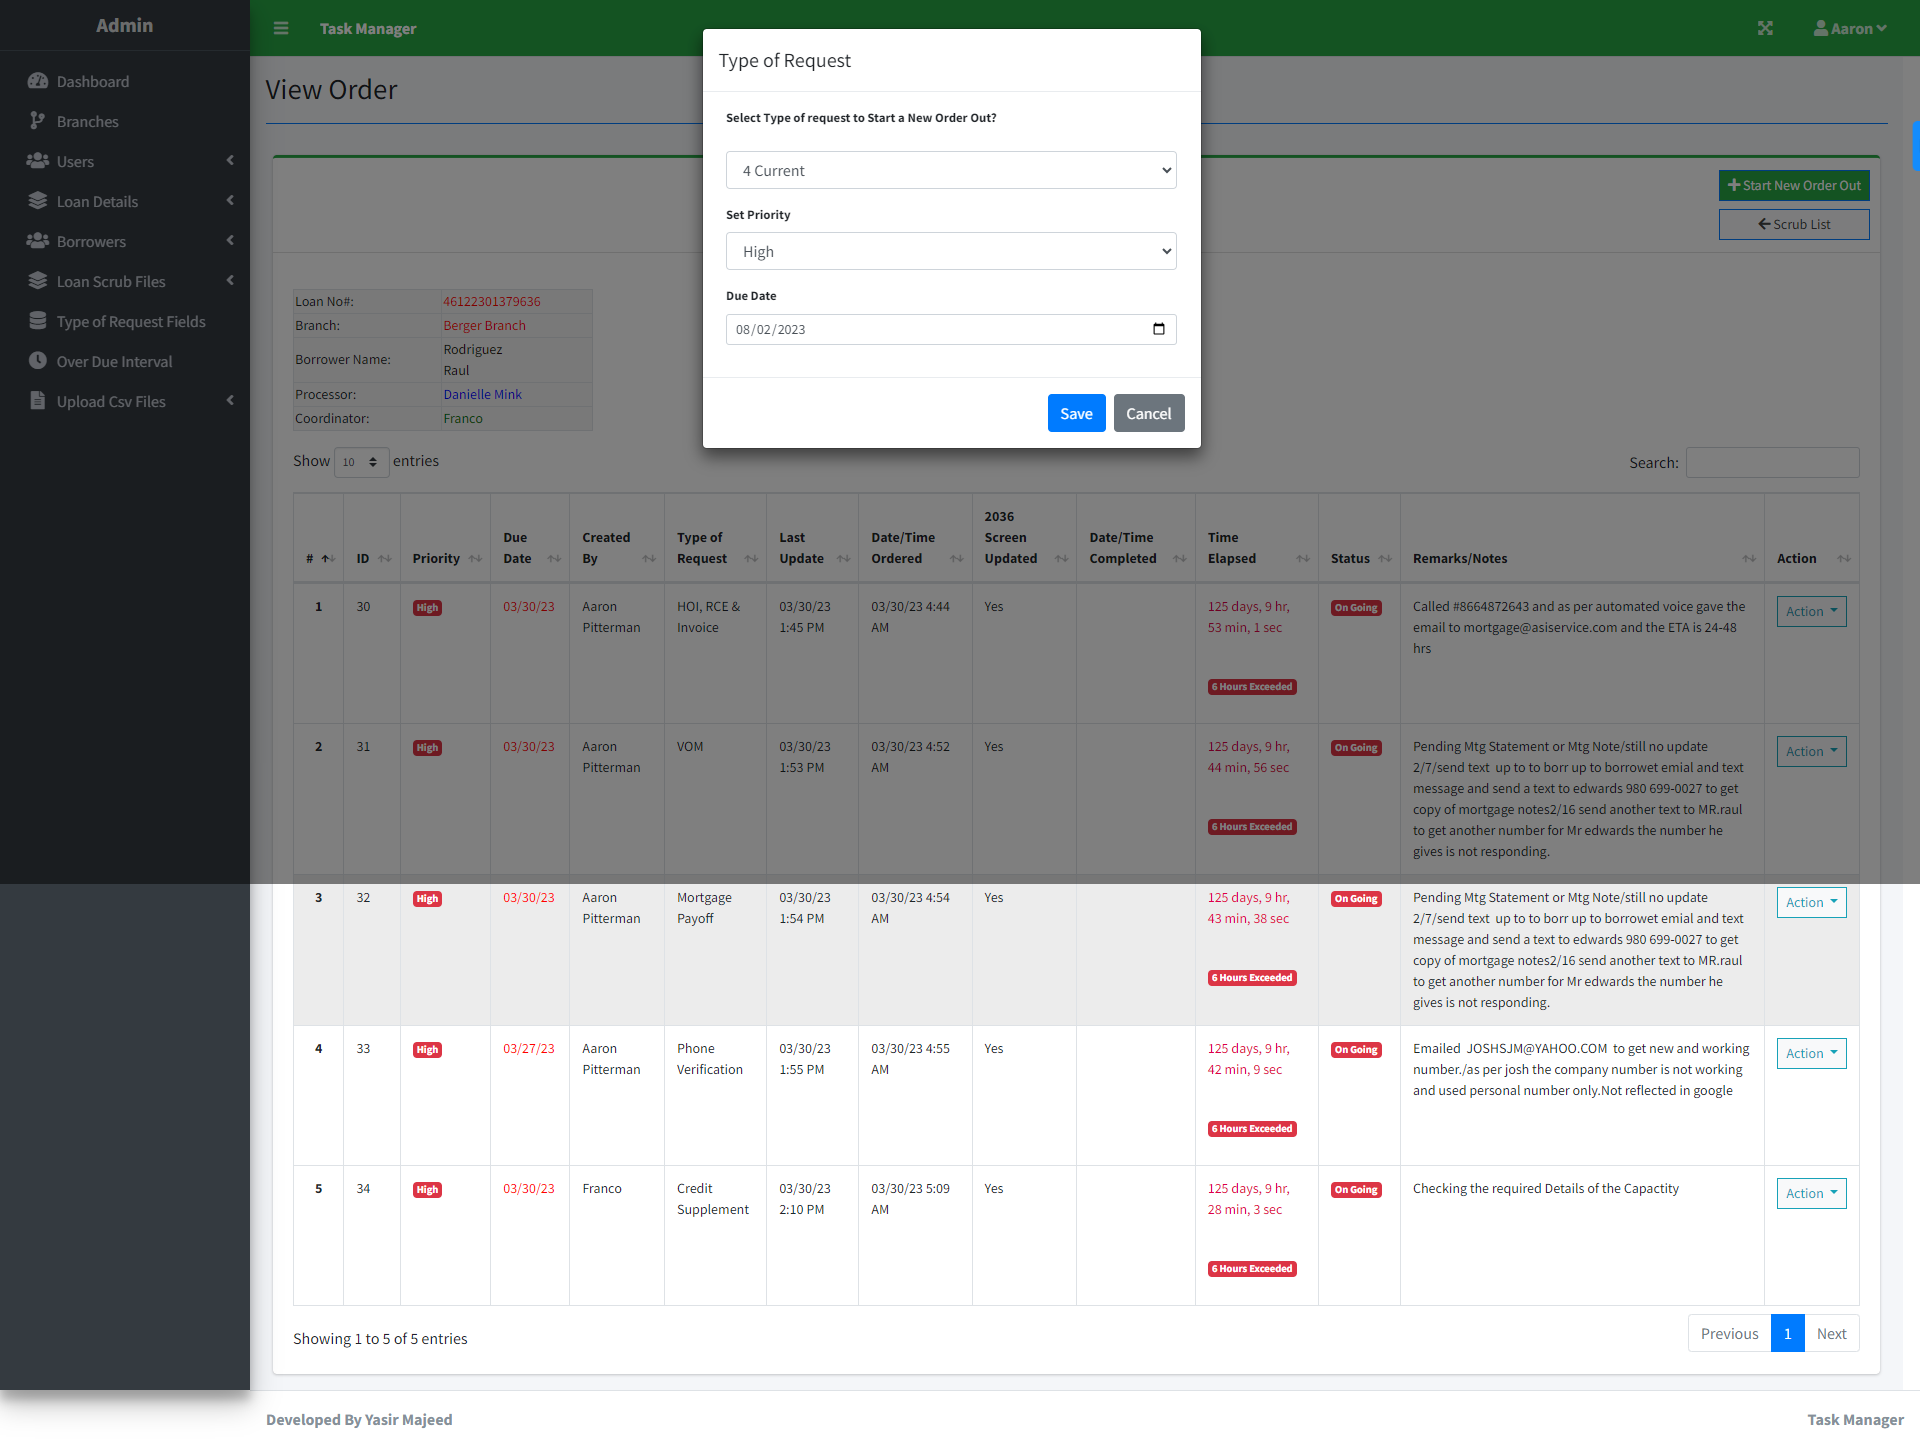 Admin
Task Manager
Aaron
Dashboard
Branches
Users
Loan Details
Borrowers
Loan Scrub Files
Type of Request Fields
Over Due Interval
Upload Csv Files
View Order
Type of Request
Select Type of request to Start a New Order Out?
4 Current
Set Priority
High
Due Date
08/02/2023
Save Cancel
Start New Order Out
Scrub List
Loan No#: 46122301379636
Branch: Berger Branch
Borrower Name: Rodriguez
Raul
Processor: Danielle Mink
Coordinator: Franco
Show 10 entries
Search:
# ID Priority Due Date Created By Type of Request Last Update Date/Time Ordered 2036 Screen Updated Date/Time Completed Time Elapsed Status Remarks/Notes Action
1 30 High 03/30/23 Aaron HOI, RCE & 03/30/23 03/30/23 4:44 Yes 125 days, 9 hr, On Going Called #8664872643 and as per automated voice gave the Action
Pitterman Invoice 1:45 PM AM 53 min, 1 sec email to mortgage@asiservice.com and the ETA is 24-48
hrs
6 Hours Exceeded
2 31 High 03/30/23 Aaron VOM 03/30/23 03/30/23 4:52 Yes 125 days, 9 hr, On Going Pending Mtg Statement or Mtg Note/still no update Action
Pitterman 1:53 PM AM 44 min, 56 sec 2/7/send text up to to borr up to borrowet emial and text
message and send a text to edwards 980 699-0027 to get
copy of mortgage notes2/16 send another text to MR.raul
6 Hours Exceeded to get another number for Mr edwards the number he
gives is not responding.
3 32 High 03/30/23 Aaron Mortgage 03/30/23 03/30/23 4:54 Yes 125 days, 9 hr, On Going Pending Mtg Statement or Mtg Note/still no update Action
Pitterman Payoff 1:54 PM AM 43 min, 38 sec 2/7/send text up to to borr up to borrowet emial and text
message and send a text to edwards 980 699-0027 to get
copy of mortgage notes2/16 send another text to MR.raul
6 Hours Exceeded to get another number for Mr edwards the number he
gives is not responding.
4 33 High 03/27/23 Aaron Phone 03/30/23 03/30/23 4:55 Yes 125 days, 9 hr, On Going Emailed JOSHSJM@YAHOO.COM to get new and working Action
Pitterman Verification 1:55 PM AM 42 min, 9 sec number./as per josh the company number is not working
and used personal number only.Not reflected in google
6 Hours Exceeded
5 34 High 03/30/23 Franco Credit 03/30/23 03/30/23 5:09 Yes 125 days, 9 hr, On Going Checking the required Details of the Capactity Action
Supplement 2:10 PM AM 28 min, 3 sec
6 Hours Exceeded
Showing 1 to 5 of 5 entries
Previous 1 Next
Developed By Yasir Majeed
Task Manager